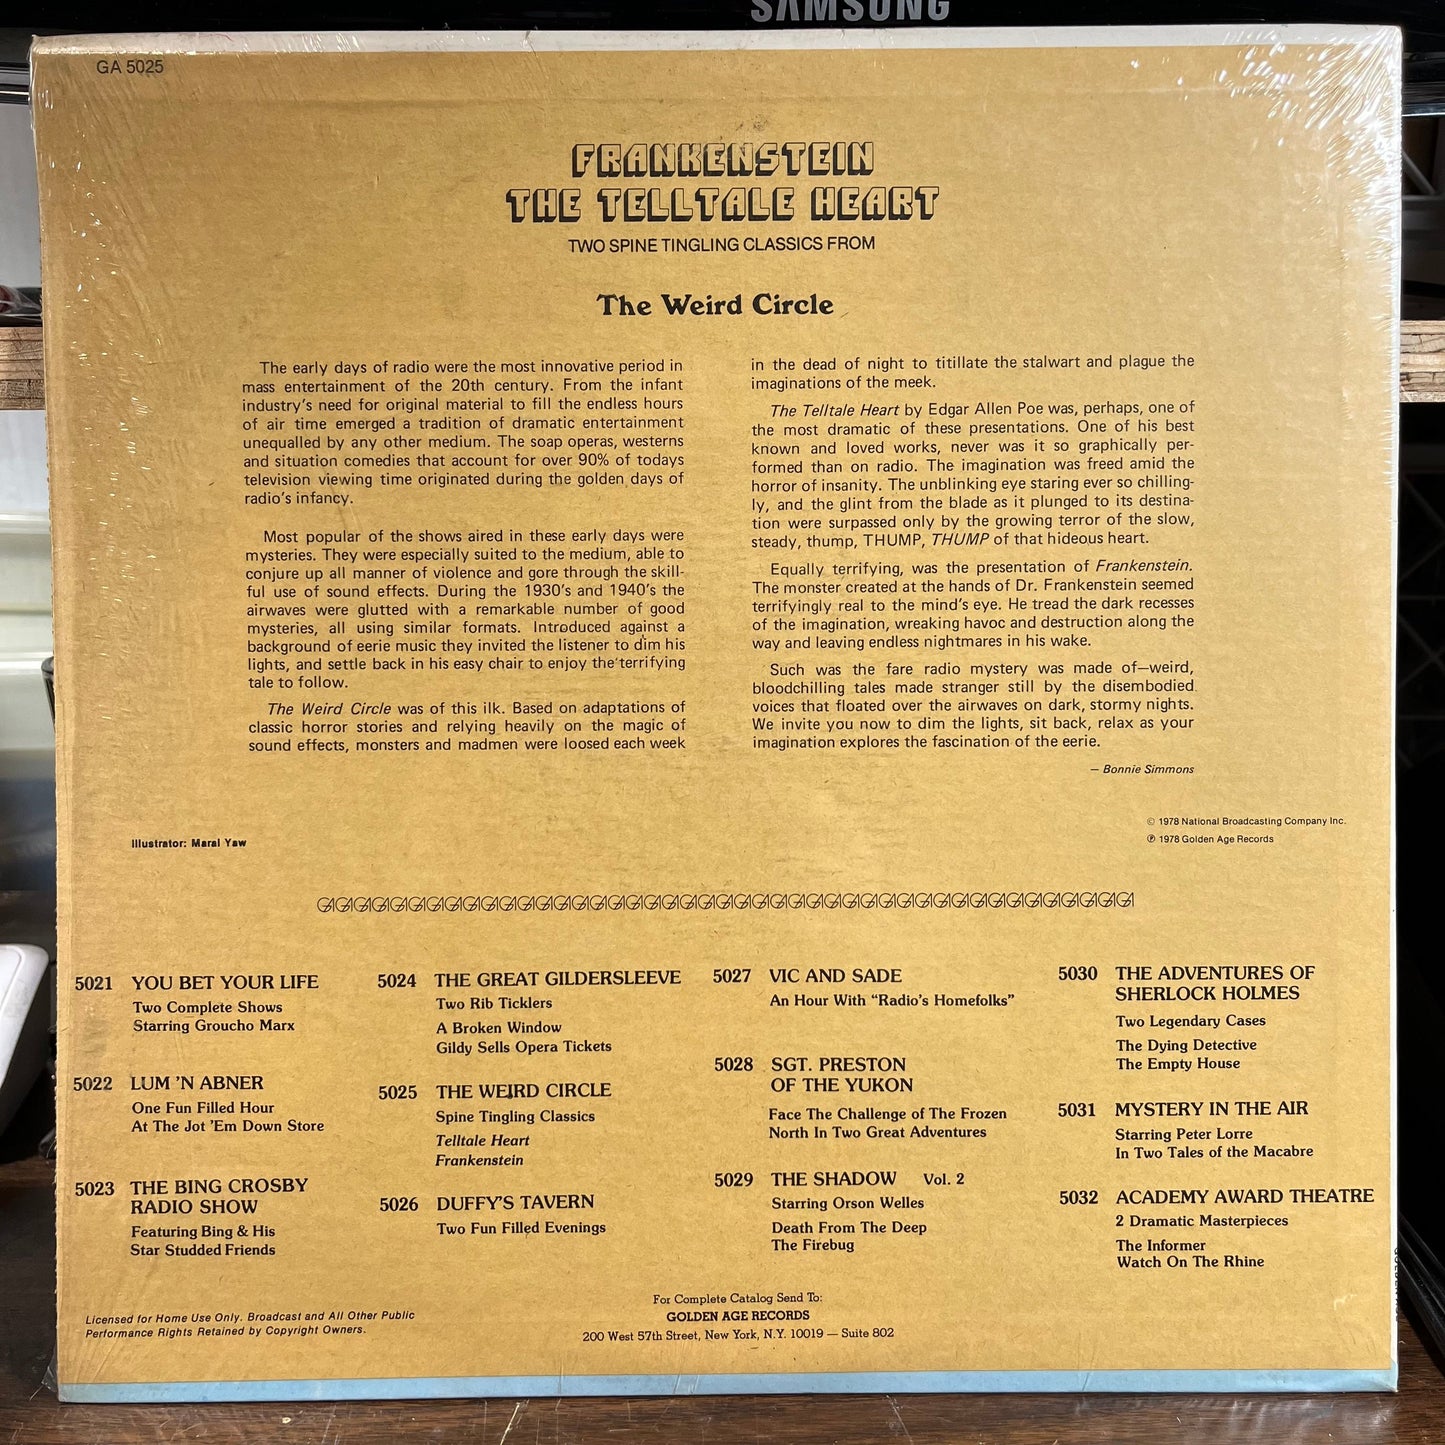 SAMSUNG
GA 5025
FRANKENSTEIN
THE TELLTALE HEART
TWO SPINE TINGLING CLASSICS FROM
The Weird Circle
The early days of radio were the most innovative period in
mass entertainment of the 20th century. From the infant
industry's need for original material to fill the endless hours
of air time emerged a tradition of dramatic entertainment
unequalled by any other medium. The soap operas, westerns
and situation comedies that account for over 90% of todays
television viewing time originated during the golden days of
radio's infancy.
Most popular of the shows aired in these early days were
mysteries. They were especially suited to the medium, able to
conjure up all manner of violence and gore through the skill-
ful use of sound effects. During the 1930's and 1940's the
airwaves were glutted with a remarkable number of good
mysteries, all using similar formats. Introduced against a
background of eerie music they invited the listener to dim his
lights, and settle back in his easy chair to enjoy the terrifying
tale to follow.
The Weird Circle was of this ilk. Based on adaptations of
classic horror stories and relying heavily on the magic of
sound effects, monsters and madmen were loosed each week
in the dead of night to titillate the stalwart and plague the
imaginations of the meek.
The Telltale Heart by Edgar Allen Poe was, perhaps, one of
the most dramatic of these presentations. One of his best
known and loved works, never was it so graphically per-
formed than on radio. The imagination was freed amid the
horror of insanity. The unblinking eye staring ever so chilling-
ly, and the glint from the blade as it plunged to its destina-
tion were surpassed only by the growing terror of the slow,
steady, thump, THUMP, THUMP of that hideous heart.
Equally terrifying, was the presentation of Frankenstein.
The monster created at the hands of Dr. Frankenstein seemed
terrifyingly real to the mind's eye. He tread the dark recesses
of the imagination, wreaking havoc and destruction along the
way and leaving endless nightmares in his wake.
Such was the fare radio mystery was made of—weird,
bloodchilling tales made stranger still by the disembodied
voices that floated over the airwaves on dark, stormy nights.
We invite you now to dim the lights, sit back, relax as your
imagination explores the fascination of the eerie.
— Bonnie Simmons
Illustrator: Maral Yaw
© 1978 National Broadcasting Company Inc.
℗ 1978 Golden Age Records
5021 YOU BET YOUR LIFE
Two Complete Shows
Starring Groucho Marx
5022 LUM 'N ABNER
One Fun Filled Hour
At The Jot 'Em Down Store
5023 THE BING CROSBY
RADIO SHOW
Featuring Bing & His
Star Studded Friends
5024 THE GREAT GILDERSLEEVE
Two Rib Ticklers
A Broken Window
Gildy Sells Opera Tickets
5025 THE WEIRD CIRCLE
Spine Tingling Classics
Telltale Heart
Frankenstein
5026 DUFFY'S TAVERN
Two Fun Filled Evenings
5027 VIC AND SADE
An Hour With "Radio's Homefolks"
5028 SGT. PRESTON
OF THE YUKON
Face The Challenge of The Frozen
North In Two Great Adventures
5029 THE SHADOW Vol. 2
Starring Orson Welles
Death From The Deep
The Firebug
5030 THE ADVENTURES OF
SHERLOCK HOLMES
Two Legendary Cases
The Dying Detective
The Empty House
5031 MYSTERY IN THE AIR
Starring Peter Lorre
In Two Tales of the Macabre
5032 ACADEMY AWARD THEATRE
2 Dramatic Masterpieces
The Informer
Watch On The Rhine
Licensed for Home Use Only. Broadcast and All Other Public
Performance Rights Retained by Copyright Owners.
For Complete Catalog Send To:
GOLDEN AGE RECORDS
200 West 57th Street, New York, N.Y. 10019 — Suite 802